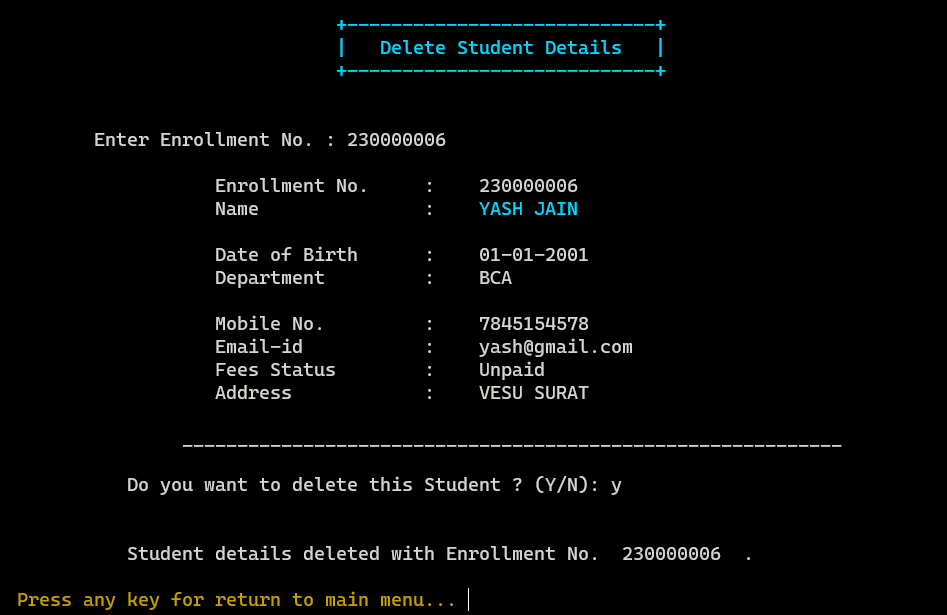 +----------------------------+
|   Delete Student Details   |
+----------------------------+
Enter Enrollment No. : 230000006
Enrollment No.     :    230000006
Name               :    YASH JAIN
Date of Birth      :    01-01-2001
Department         :    BCA
Mobile No.         :    7845154578
Email-id           :    yash@gmail.com
Fees Status        :    Unpaid
Address            :    VESU SURAT
------------------------------------------------------------
Do you want to delete this Student ? (Y/N): y
Student details deleted with Enrollment No.  230000006  .
Press any key for return to main menu...